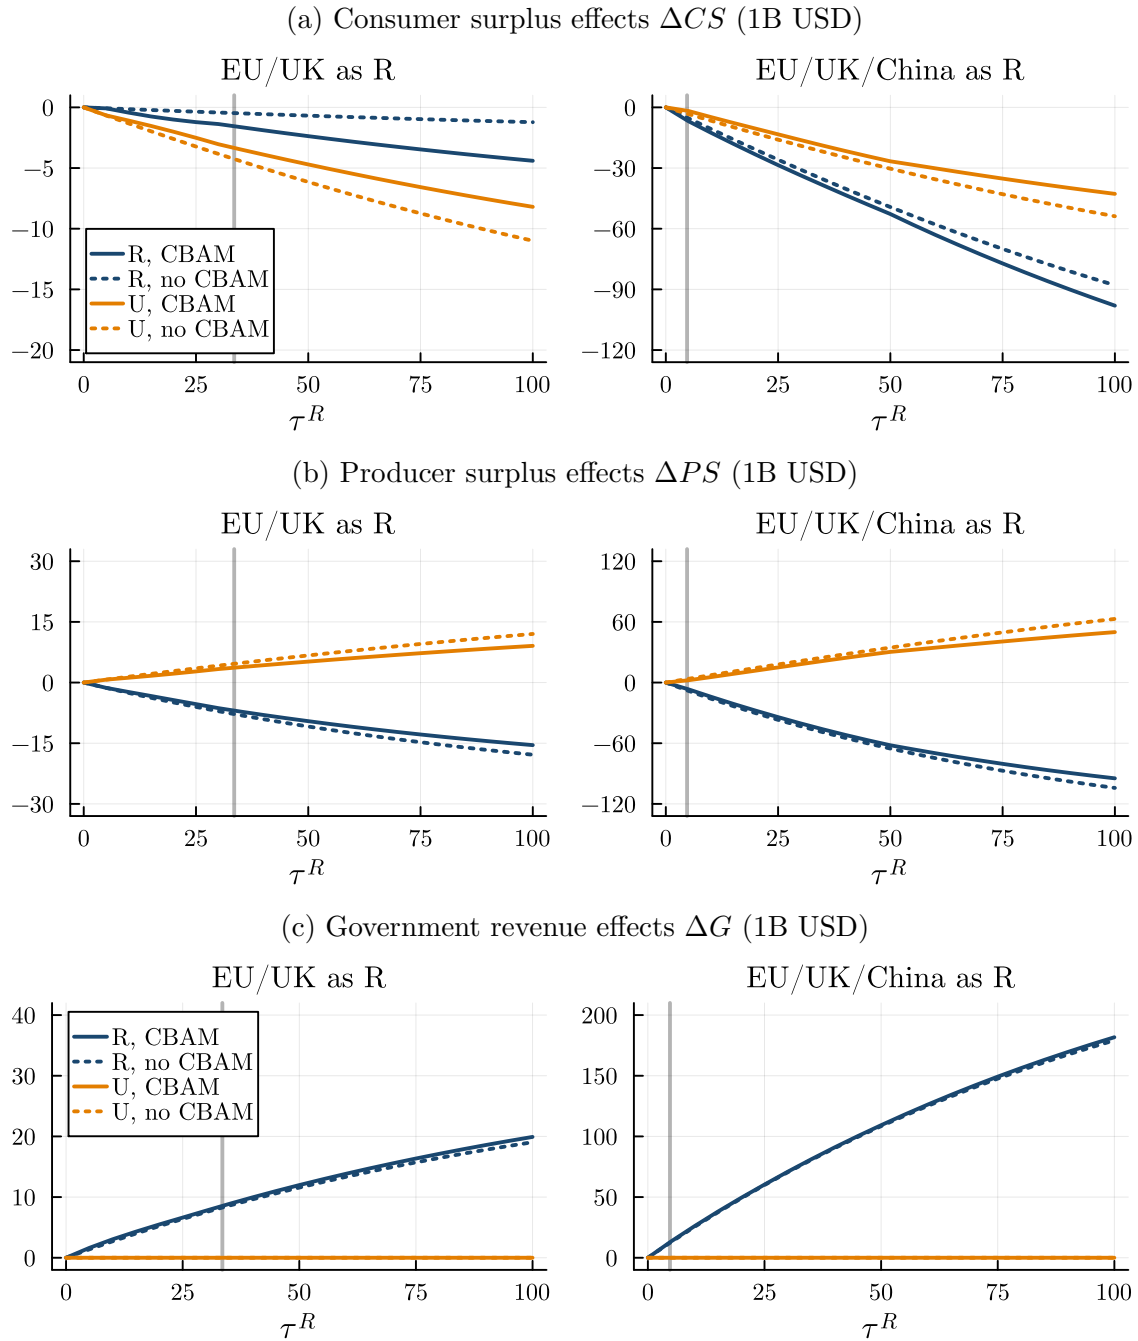 (a) Consumer surplus effects ΔCS (1B USD)
EU/UK as R
0
−5
−10
−15
−20
R, CBAM
R, no CBAM
U, CBAM
U, no CBAM
0 25 50 75 100
τ^R
EU/UK/China as R
0
−30
−60
−90
−120
0 25 50 75 100
τ^R
(b) Producer surplus effects ΔPS (1B USD)
EU/UK as R
30
15
0
−15
−30
0 25 50 75 100
τ^R
EU/UK/China as R
120
60
0
−60
−120
0 25 50 75 100
τ^R
(c) Government revenue effects ΔG (1B USD)
EU/UK as R
40
30
20
10
0
R, CBAM
R, no CBAM
U, CBAM
U, no CBAM
0 25 50 75 100
τ^R
EU/UK/China as R
200
150
100
50
0
0 25 50 75 100
τ^R